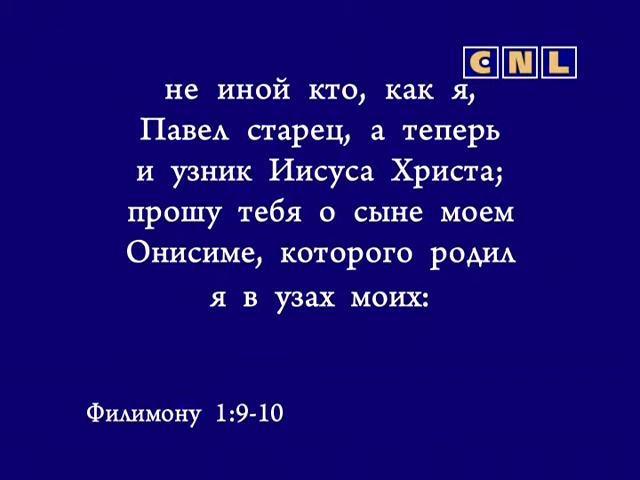 CNL
не иной кто, как я,
Павел старец, а теперь
и узник Иисуса Христа;
прошу тебя о сыне моем
Онисиме, которого родил
я в узах моих:
Филимону 1:9-10